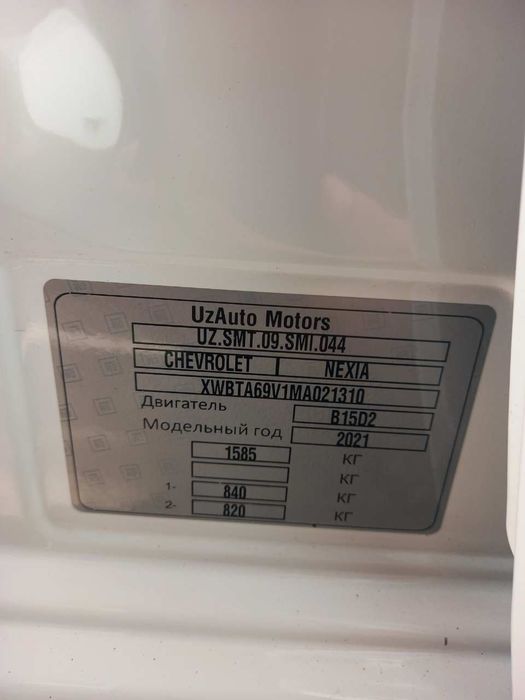 UzAuto Motors
UZ.SMT.09.SMI.044
CHEVROLET NEXIA
XWBTA69V1MA021310
Двигатель B15D2
Модельный год 2021
1585 КГ
КГ
1- 840 КГ
2- 820 КГ